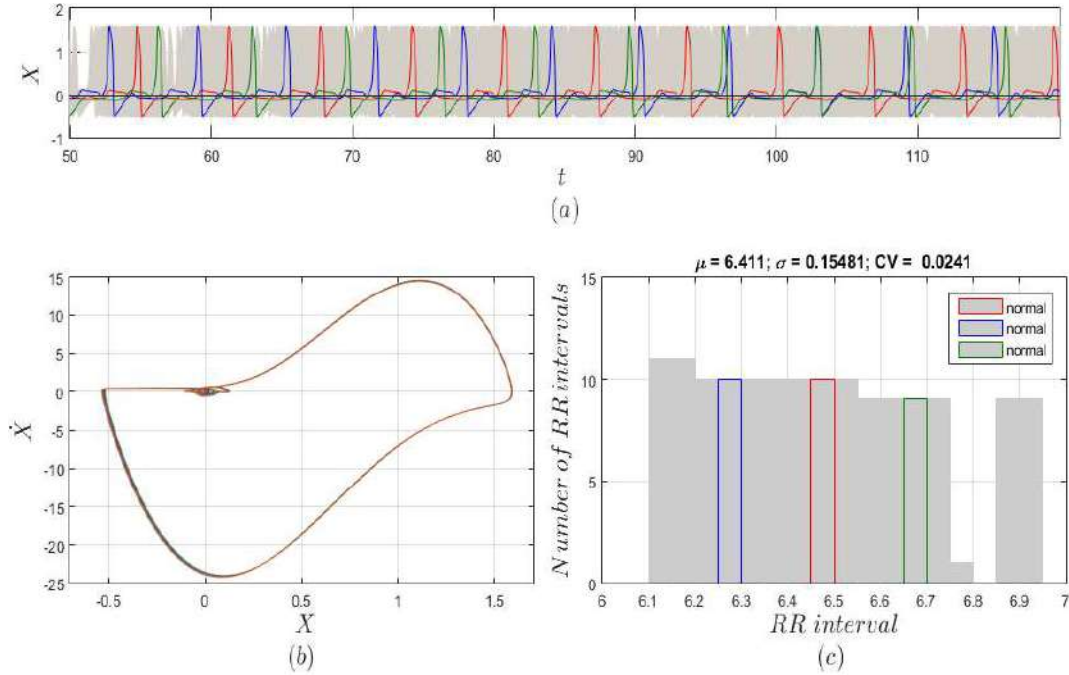 2
1
0
-1
X
50 60 70 80 90 100 110
t
(a)
15
10
5
0
-5
-10
-15
-20
-25
Ẋ
-0.5 0 0.5 1 1.5
X
(b)
μ = 6.411; σ = 0.15481; CV = 0.0241
15
10
5
0
Number of RR intervals
normal
normal
normal
6 6.1 6.2 6.3 6.4 6.5 6.6 6.7 6.8 6.9 7
RR interval
(c)